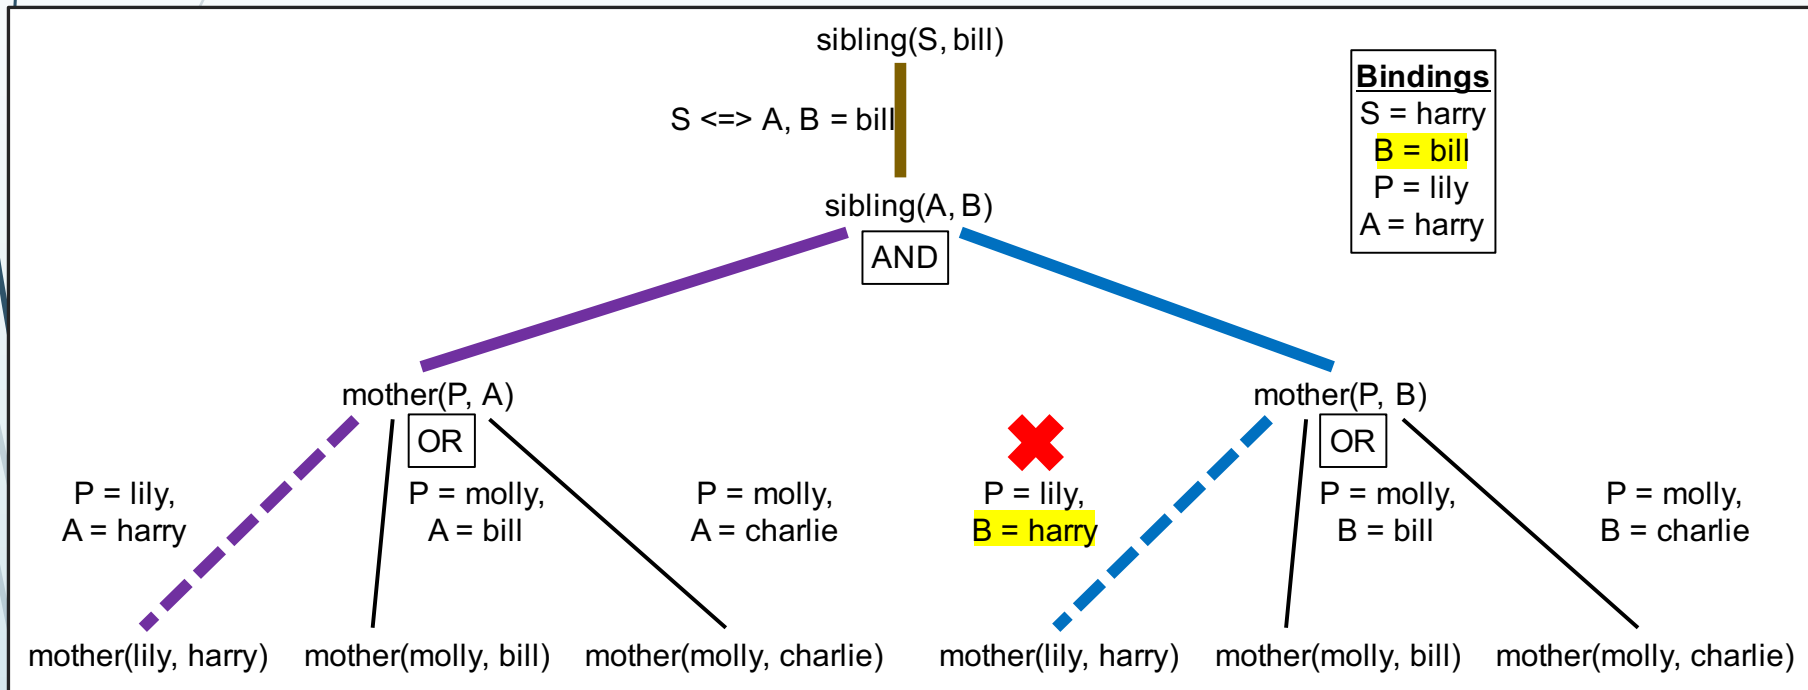 sibling(S, bill)
Bindings
S <=> A, B = bill
S = harry
B = bill
P = lily
A = harry
sibling(A, B)
AND
mother(P, A)
mother(P, B)
OR
OR
P = lily,
A = harry
P = molly,
A = bill
P = molly,
A = charlie
P = lily,
B = harry
P = molly,
B = bill
P = molly,
B = charlie
mother(lily, harry)
mother(molly, bill)
mother(molly, charlie)
mother(lily, harry)
mother(molly, bill)
mother(molly, charlie)